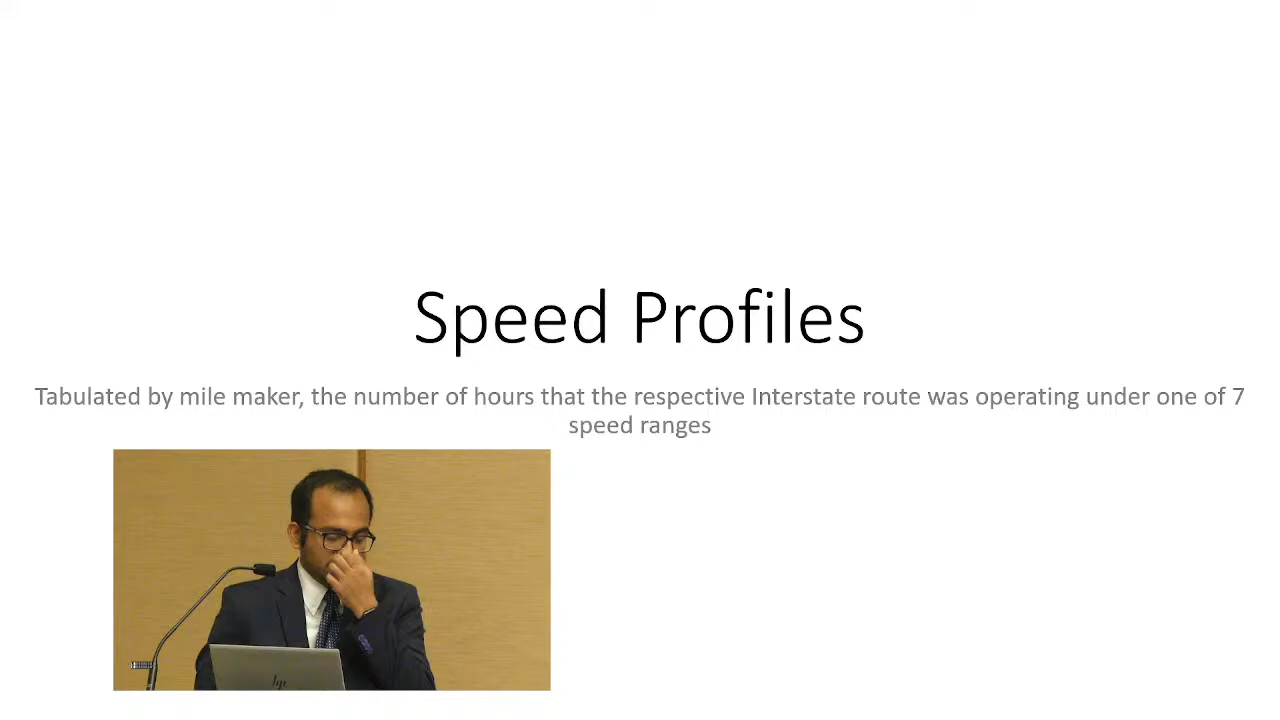 Speed Profiles
Tabulated by mile maker, the number of hours that the respective Interstate route was operating under one of 7
speed ranges
hp